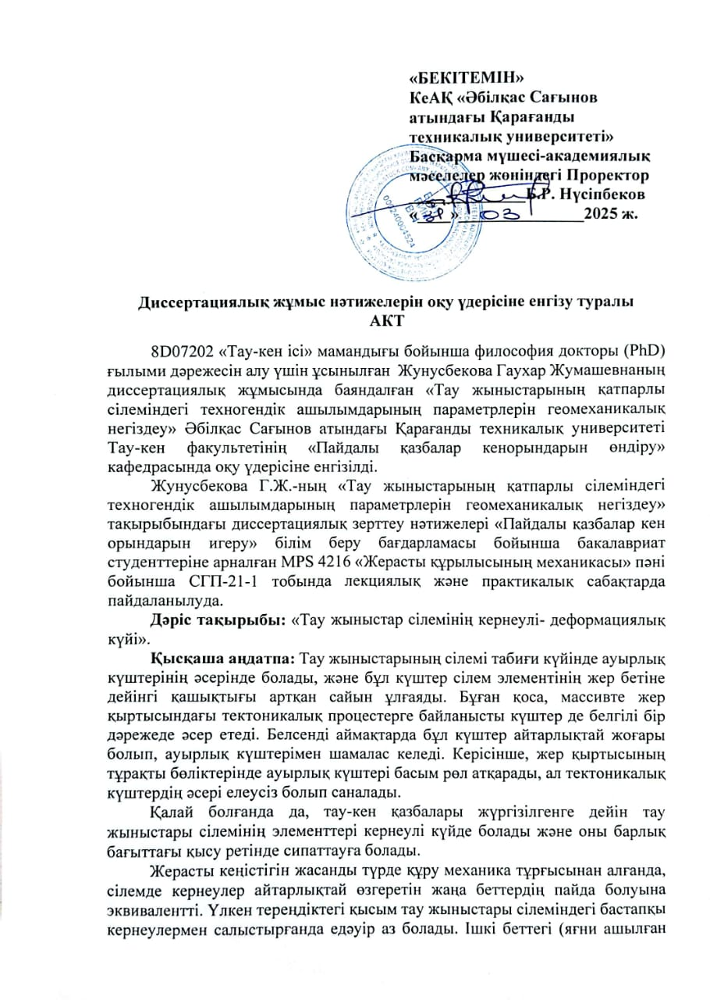 «БЕКІТЕМІН»
КеАҚ «Әбілқас Сағынов
атындағы Қарағанды
техникалық университеті»
Басқарма мүшесі-академиялық
мәселелер жөніндегі Проректор
Б.Р. Нүсіпбеков
«31» 03 2025 ж.
000240004524
Диссертациялық жұмыс нәтижелерін оқу үдерісіне енгізу туралы
АКТ
8D07202 «Тау-кен ісі» мамандығы бойынша философия докторы (PhD)
ғылыми дәрежесін алу үшін ұсынылған Жунусбекова Гаухар Жумашевнаның
диссертациялық жұмысында баяндалған «Тау жыныстарының қатпарлы
сілеміндегі техногендік ашылымдарының параметрлерін геомеханикалық
негіздеу» Әбілқас Сағынов атындағы Қарағанды техникалық университеті
Тау-кен факультетінің «Пайдалы қазбалар кенорындарын өндіру»
кафедрасында оқу үдерісіне енгізілді.
Жунусбекова Г.Ж.-ның «Тау жыныстарының қатпарлы сілеміндегі
техногендік ашылымдарының параметрлерін геомеханикалық негіздеу»
тақырыбындағы диссертациялық зерттеу нәтижелері «Пайдалы қазбалар кен
орындарын игеру» білім беру бағдарламасы бойынша бакалавриат
студенттеріне арналған MPS 4216 «Жерасты құрылысының механикасы» пәні
бойынша СГП-21-1 тобында лекциялық және практикалық сабақтарда
пайдаланылуда.
Дәріс тақырыбы: «Тау жыныстар сілемінің кернеулі- деформациялық
күйі».
Қысқаша аңдатпа: Тау жыныстарының сілемі табиғи күйінде ауырлық
күштерінің әсерінде болады, және бұл күштер сілем элементінің жер бетіне
дейінгі қашықтығы артқан сайын ұлғаяды. Бұған қоса, массивте жер
қыртысындағы тектоникалық процестерге байланысты күштер де белгілі бір
дәрежеде әсер етеді. Белсенді аймақтарда бұл күштер айтарлықтай жоғары
болып, ауырлық күштерімен шамалас келеді. Керісінше, жер қыртысының
тұрақты бөліктерінде ауырлық күштері басым рөл атқарады, ал тектоникалық
күштердің әсері елеусіз болып саналады.
Қалай болғанда да, тау-кен қазбалары жүргізілгенге дейін тау
жыныстары сілемінің элементтері кернеулі күйде болады және оны барлық
бағыттағы қысу ретінде сипаттауға болады.
Жерасты кеңістігін жасанды түрде құру механика тұрғысынан алғанда,
сілемде кернеулер айтарлықтай өзгеретін жаңа беттердің пайда болуына
эквивалентті. Үлкен тереңдіктегі қысым тау жыныстары сілеміндегі бастапқы
кернеулермен салыстырғанда едәуір аз болады. Ішкі беттегі (яғни ашылған